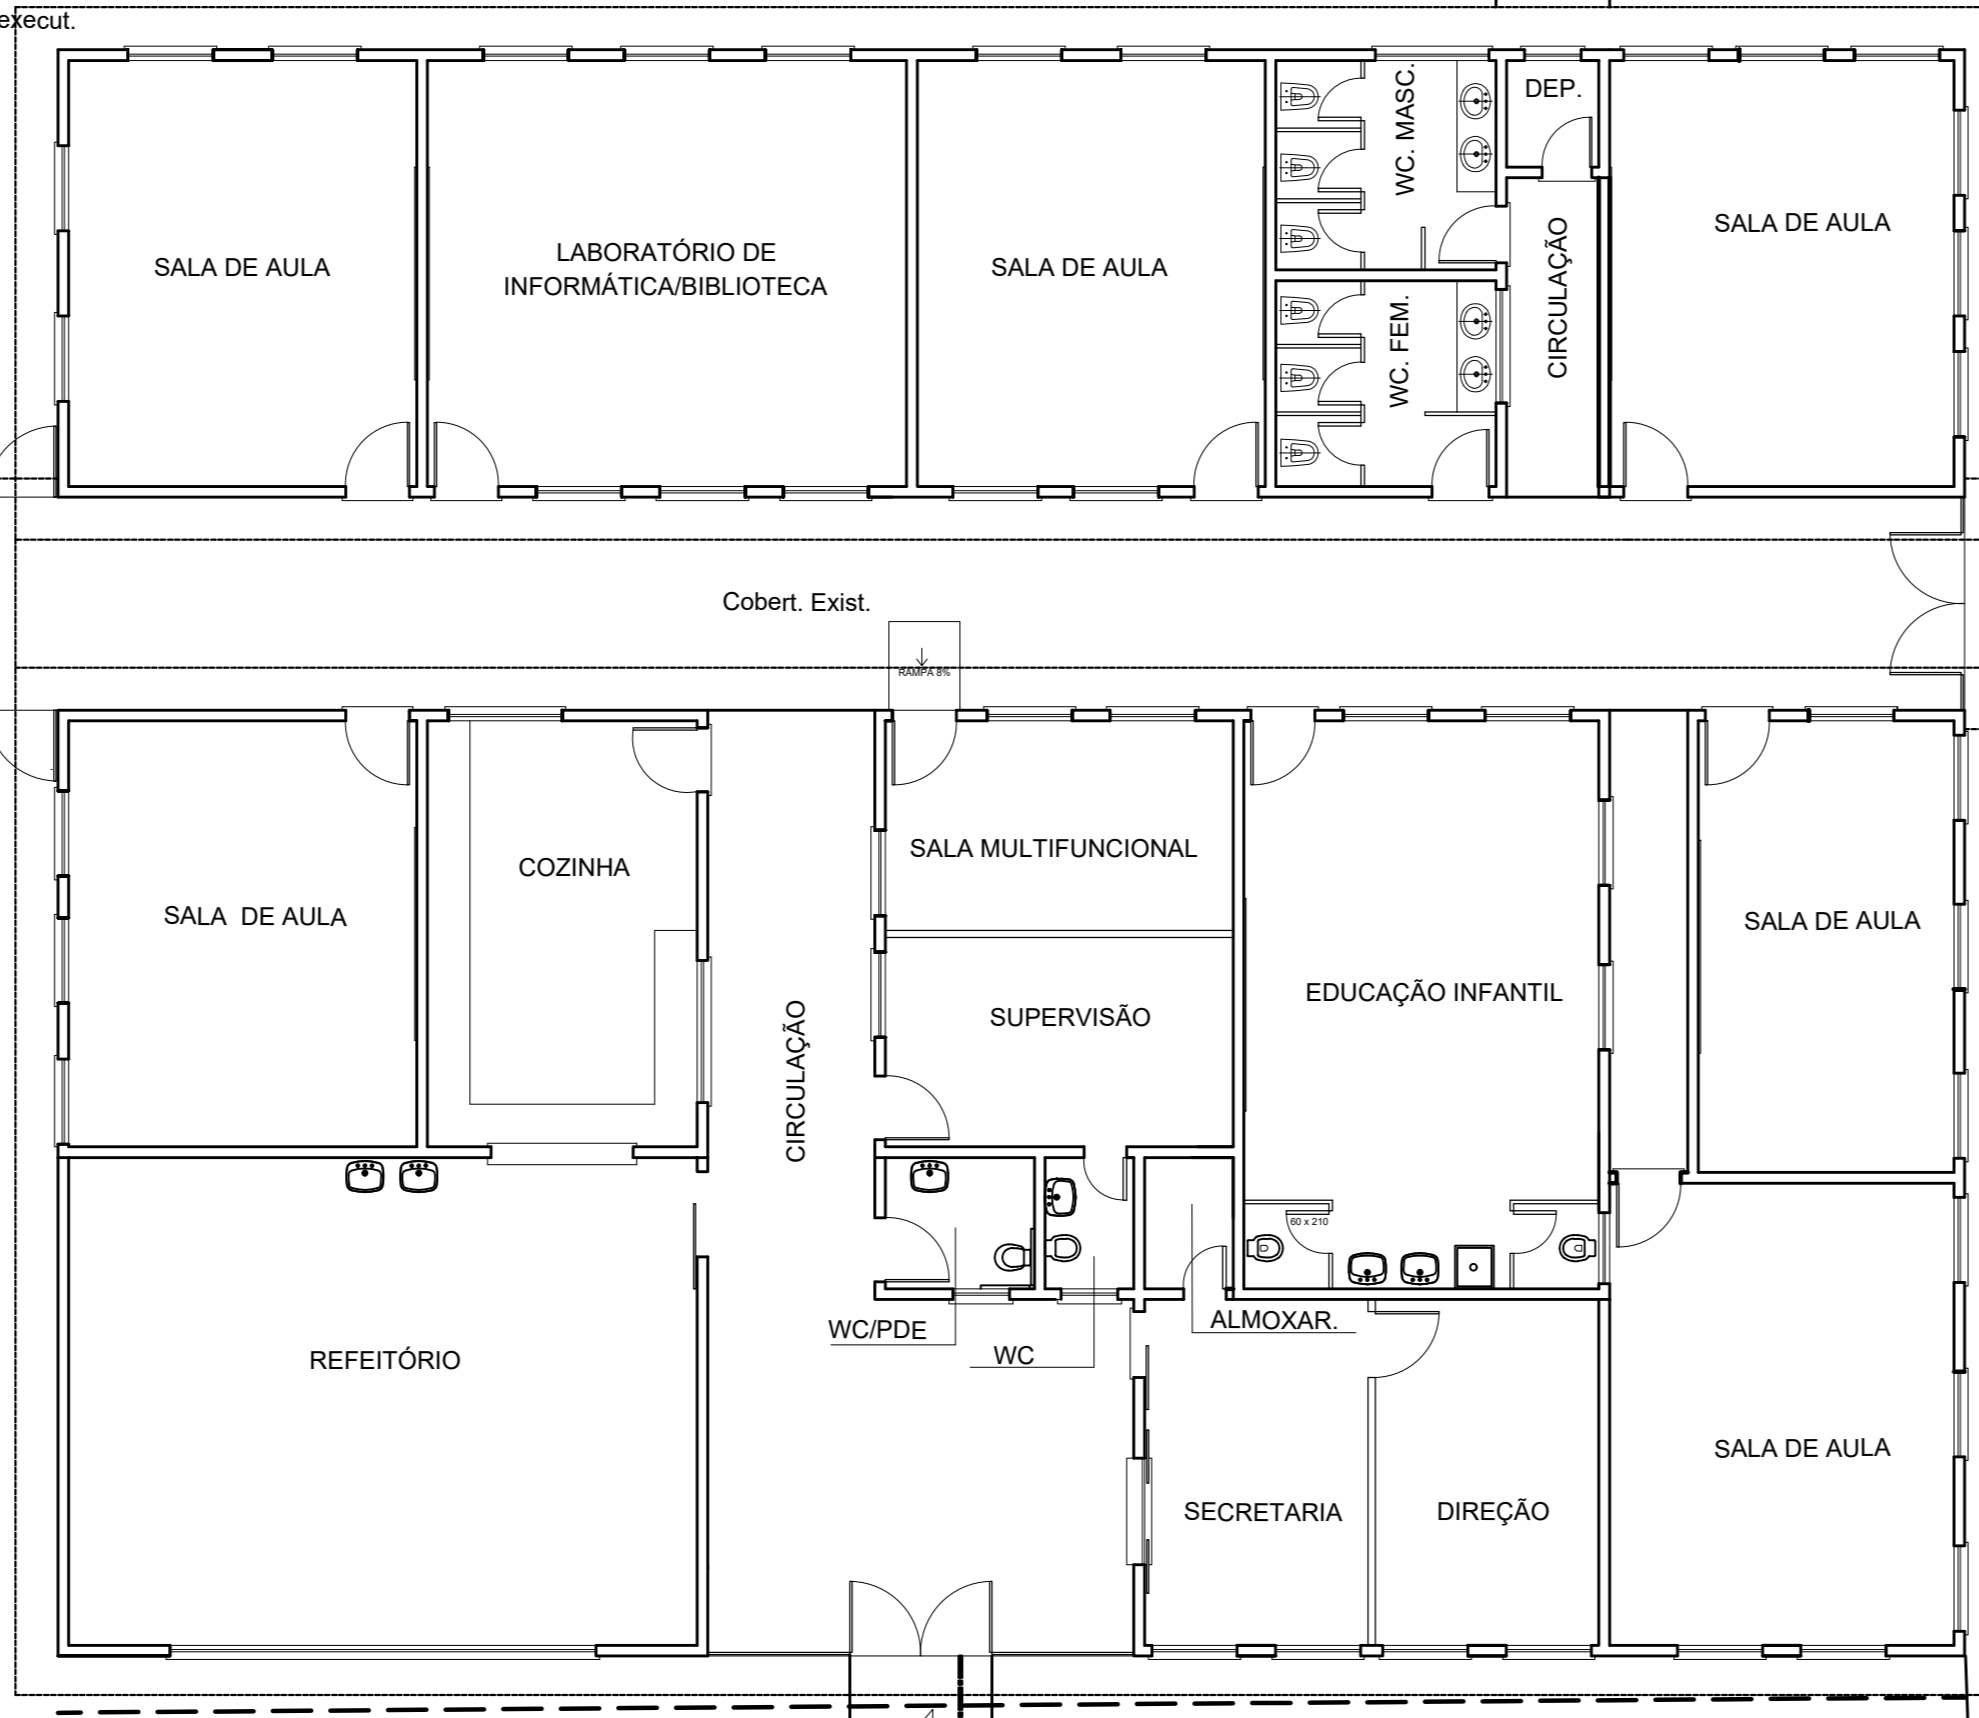 execut.
DEP.
WC. MASC.
SALA DE AULA
LABORATÓRIO DE
INFORMÁTICA/BIBLIOTECA
SALA DE AULA
CIRCULAÇÃO
SALA DE AULA
WC. FEM.
Cobert. Exist.
RAMPA 8%
SALA MULTIFUNCIONAL
COZINHA
SALA DE AULA
SALA DE AULA
EDUCAÇÃO INFANTIL
SUPERVISÃO
CIRCULAÇÃO
60 x 210
WC/PDE
WC
ALMOXAR.
REFEITÓRIO
SALA DE AULA
SECRETARIA
DIREÇÃO